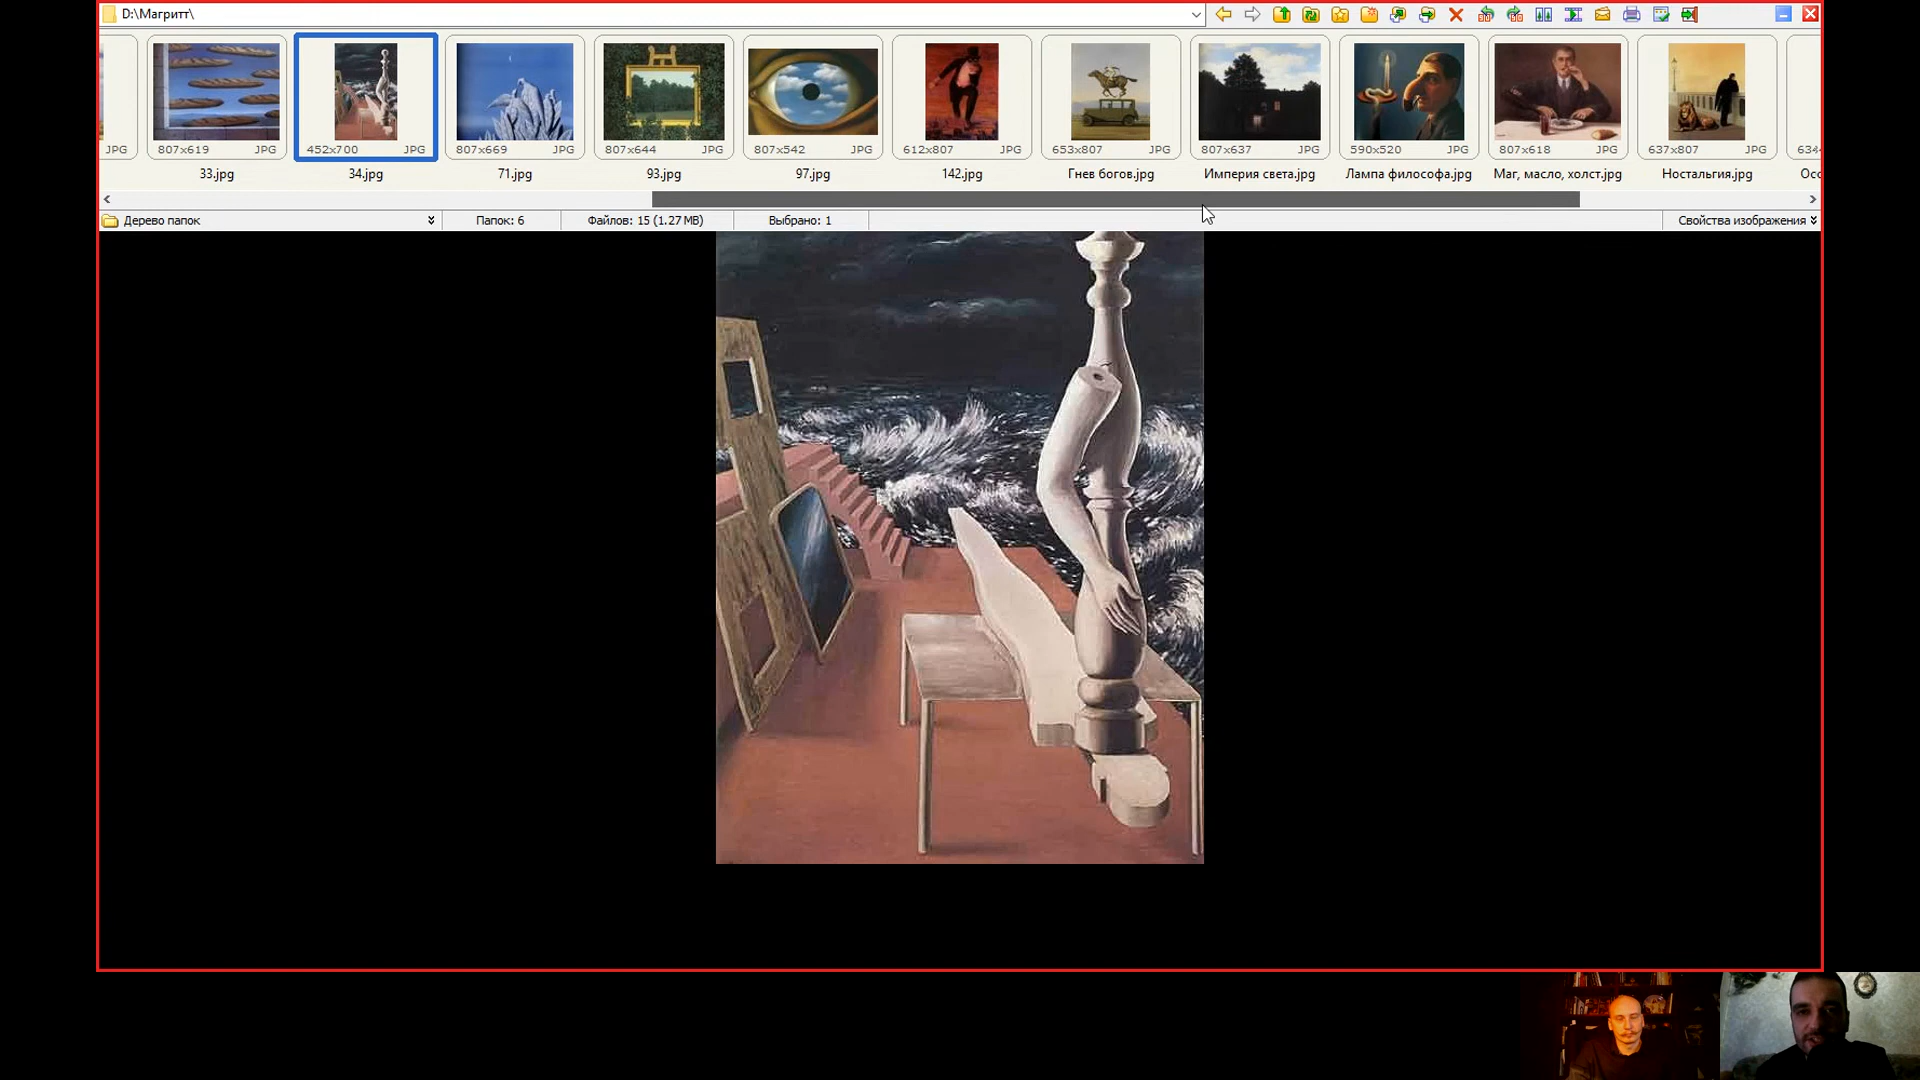 D:\Магритт\
JPG 807x619 JPG 452x700 JPG 807x669 JPG 807x644 JPG 807x542 JPG 612x807 JPG 653x807 JPG 807x637 JPG 590x520 JPG 807x618 JPG 637x807 JPG 634
33.jpg 34.jpg 71.jpg 93.jpg 97.jpg 142.jpg Гнев богов.jpg Империя света.jpg Лампа философа.jpg Маг, масло, холст.jpg Ностальгия.jpg Осо
Дерево папок Папок: 6 Файлов: 15 (1.27 MB) Выбрано: 1 Свойства изображения